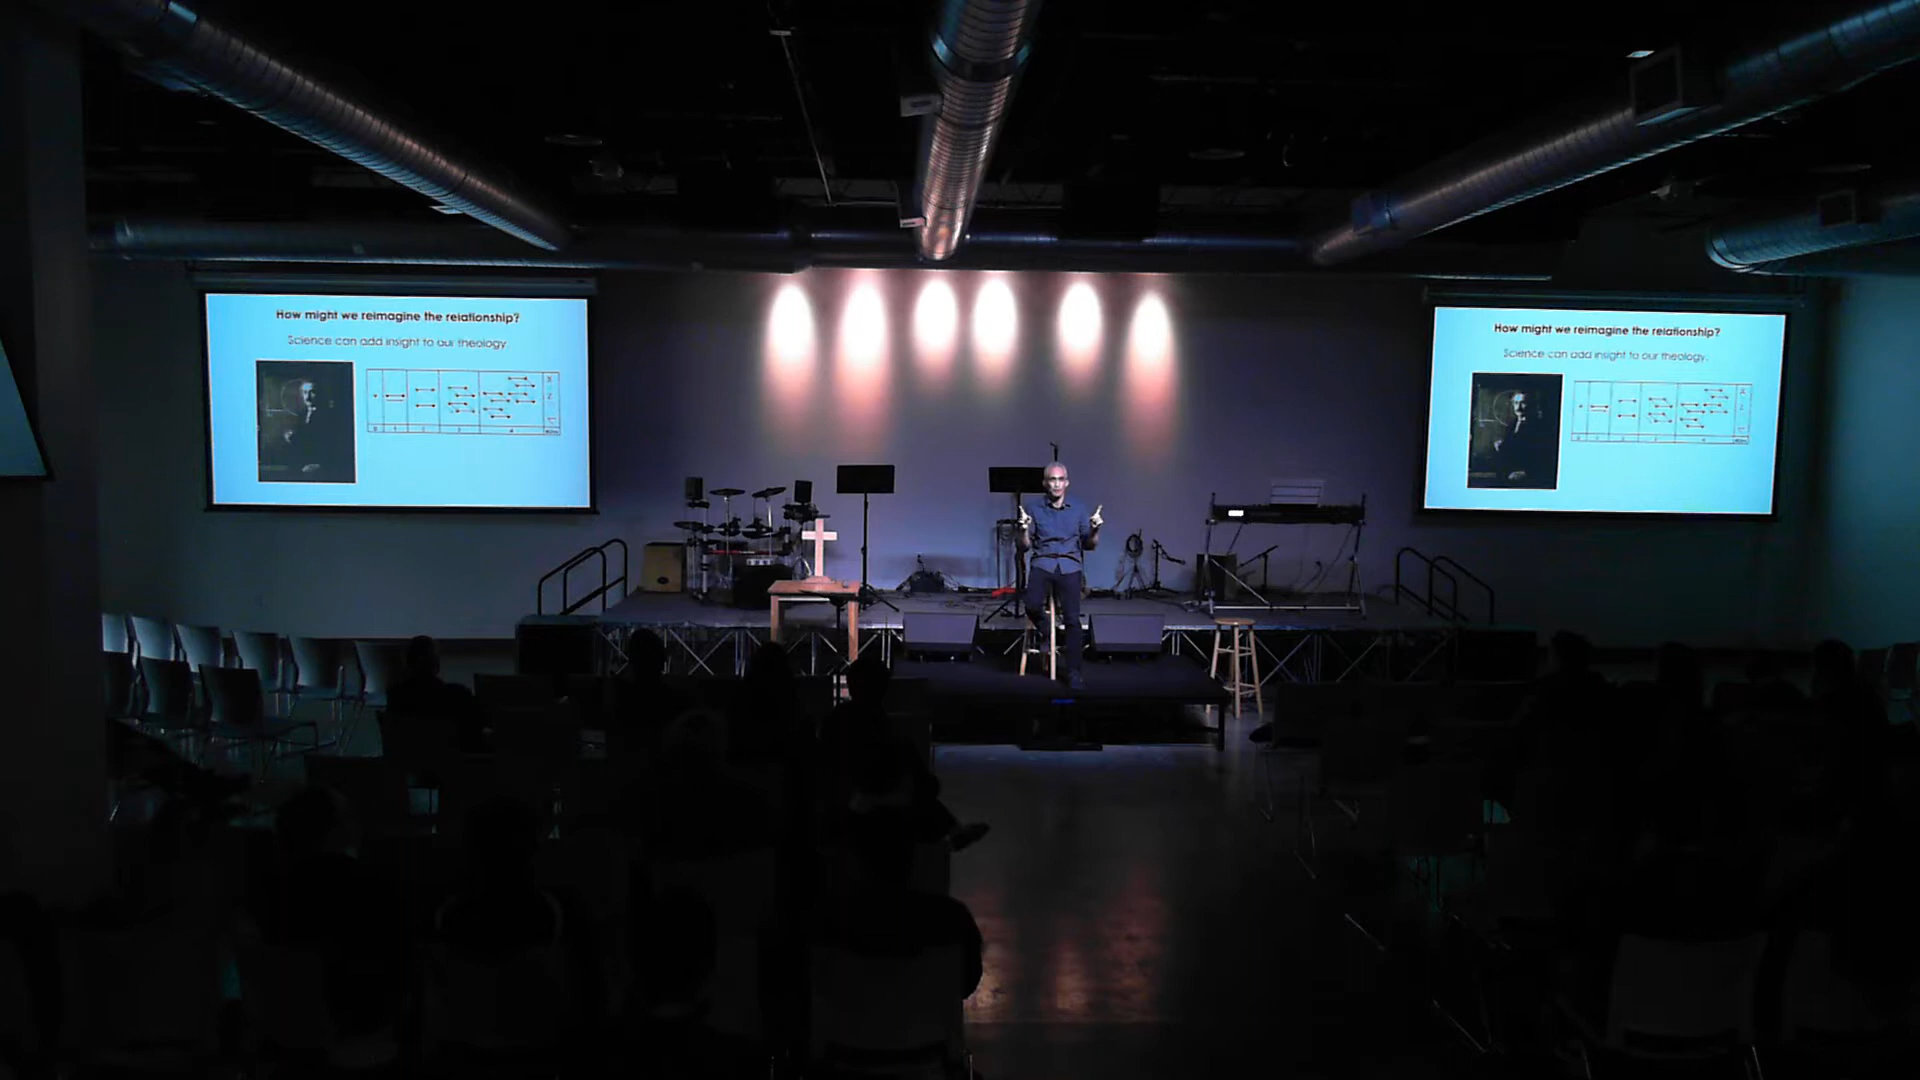 How might we reimagine the relationship?
Science can add insight to our theology.
How might we reimagine the relationship?
Science can add insight to our theology.